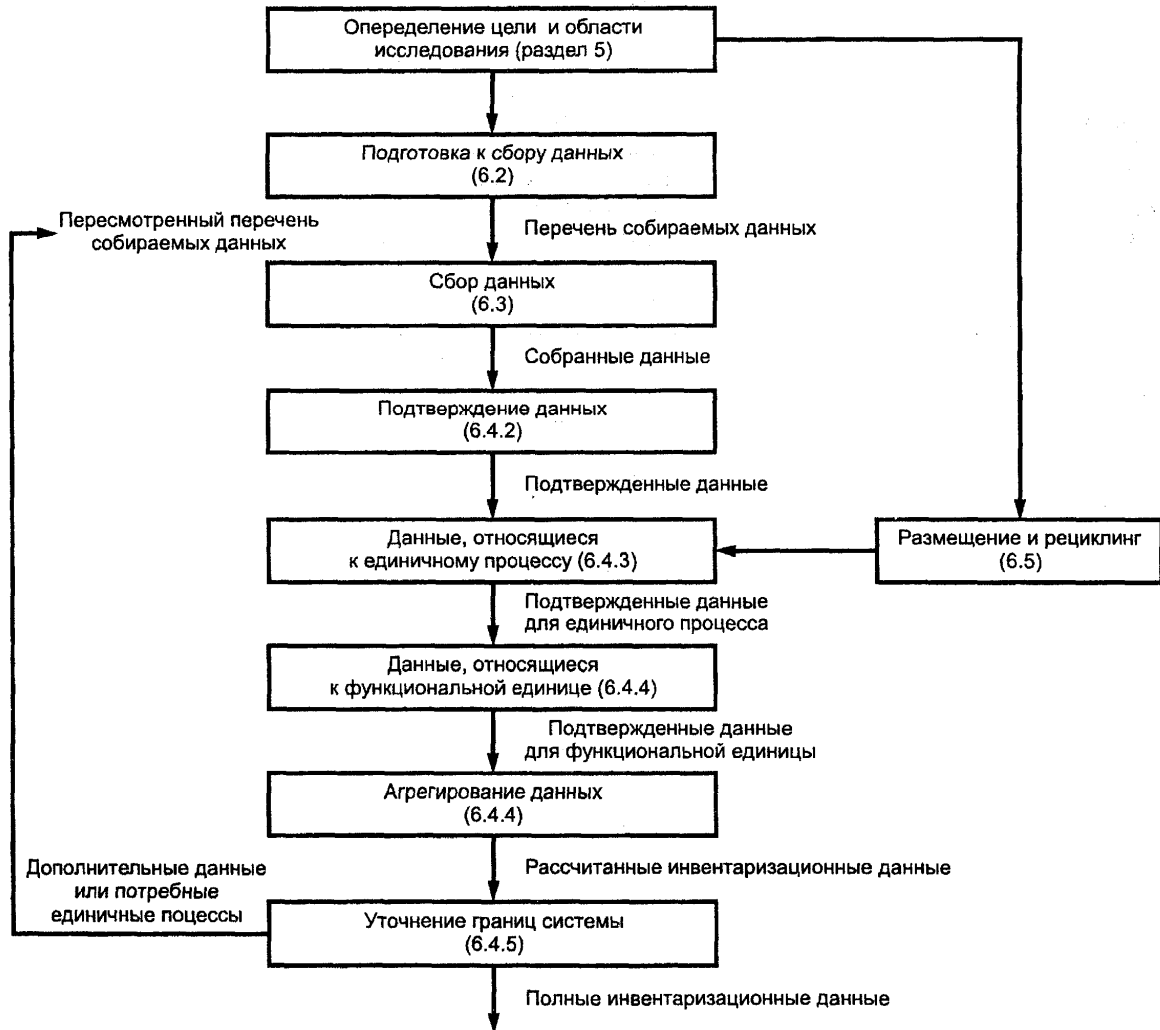 Опеределение цели и области
исследования (раздел 5)
Подготовка к сбору данных
(6.2)
Пересмотренный перечень
собираемых данных
Перечень собираемых данных
Сбор данных
(6.3)
Собранные данные
Подтверждение данных
(6.4.2)
Подтвержденные данные
Данные, относящиеся
к единичному процессу (6.4.3)
Размещение и рециклинг
(6.5)
Подтвержденные данные
для единичного процесса
Данные, относящиеся
к функциональной единице (6.4.4)
Подтвержденные данные
для функциональной единицы
Агрегирование данных
(6.4.4)
Рассчитанные инвентаризационные данные
Дополнительные данные
или потребные
единичные поцессы
Уточнение границ системы
(6.4.5)
Полные инвентаризационные данные